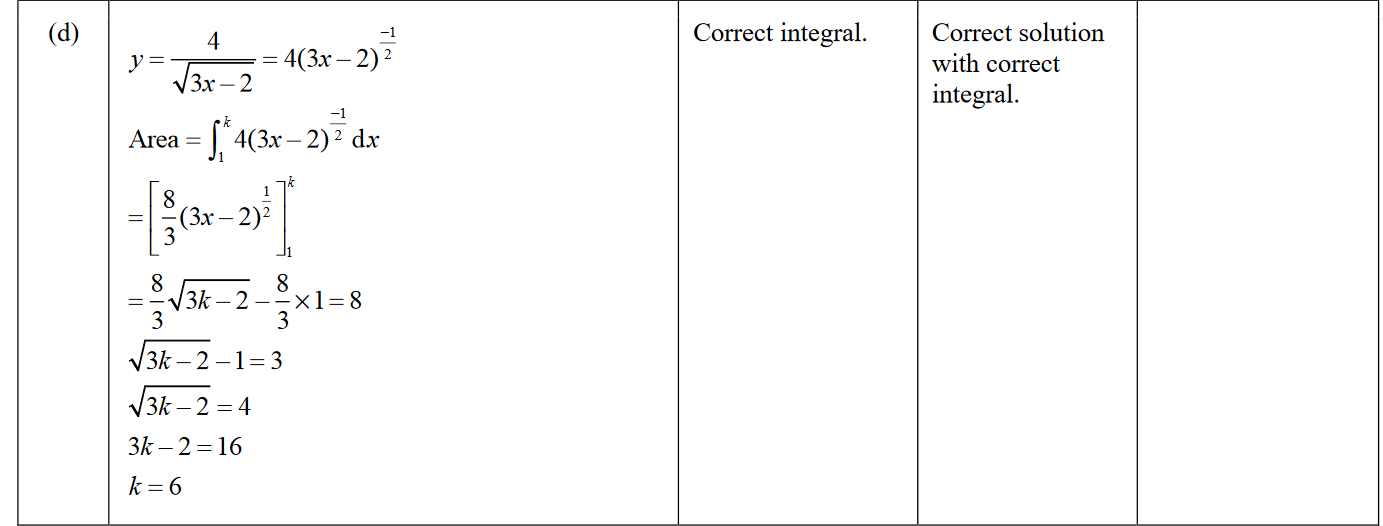 (d)
y = 4/√(3x − 2) = 4(3x − 2)^(−1/2)
Area = ∫₁ᵏ 4(3x − 2)^(−1/2) dx
= [8/3 (3x − 2)^(1/2)]₁ᵏ
= 8/3 √(3k − 2) − 8/3 × 1 = 8
√(3k − 2) − 1 = 3
√(3k − 2) = 4
3k − 2 = 16
k = 6
Correct integral.
Correct solution
with correct
integral.